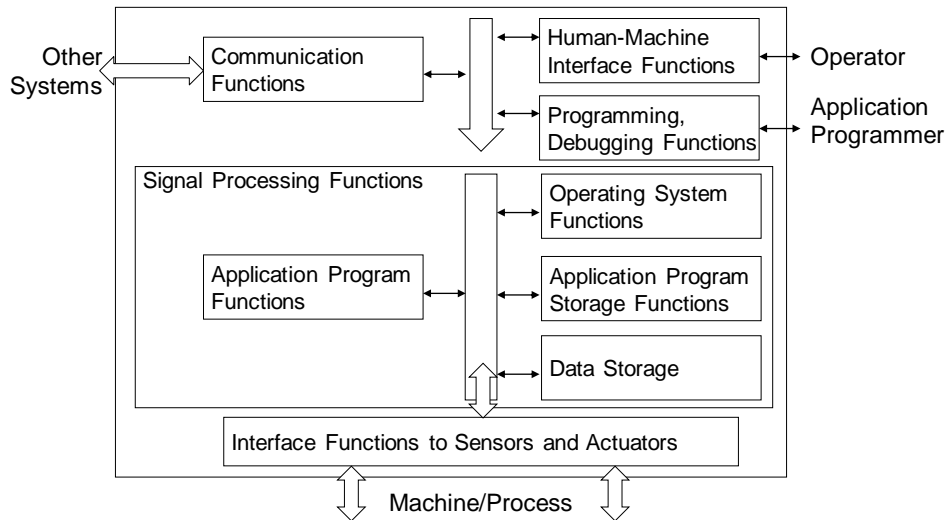 Other
Systems
Communication
Functions
Human-Machine
Interface Functions
Operator
Programming,
Debugging Functions
Application
Programmer
Signal Processing Functions
Operating System
Functions
Application Program
Functions
Application Program
Storage Functions
Data Storage
Interface Functions to Sensors and Actuators
Machine/Process